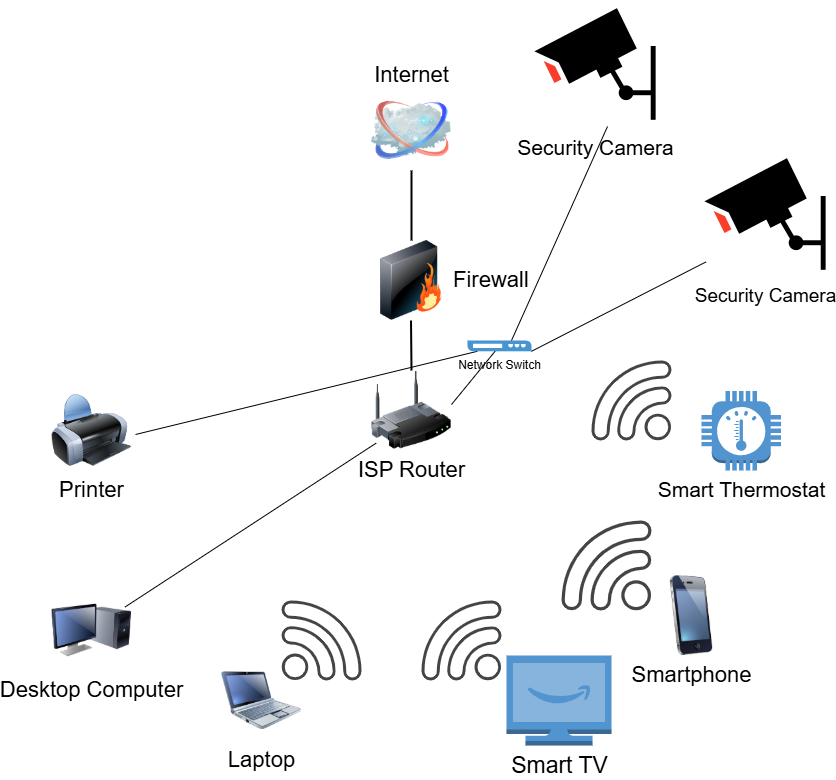 Internet
Security Camera
Firewall
Security Camera
Network Switch
ISP Router
Printer
Smart Thermostat
Smartphone
Desktop Computer
Laptop
Smart TV